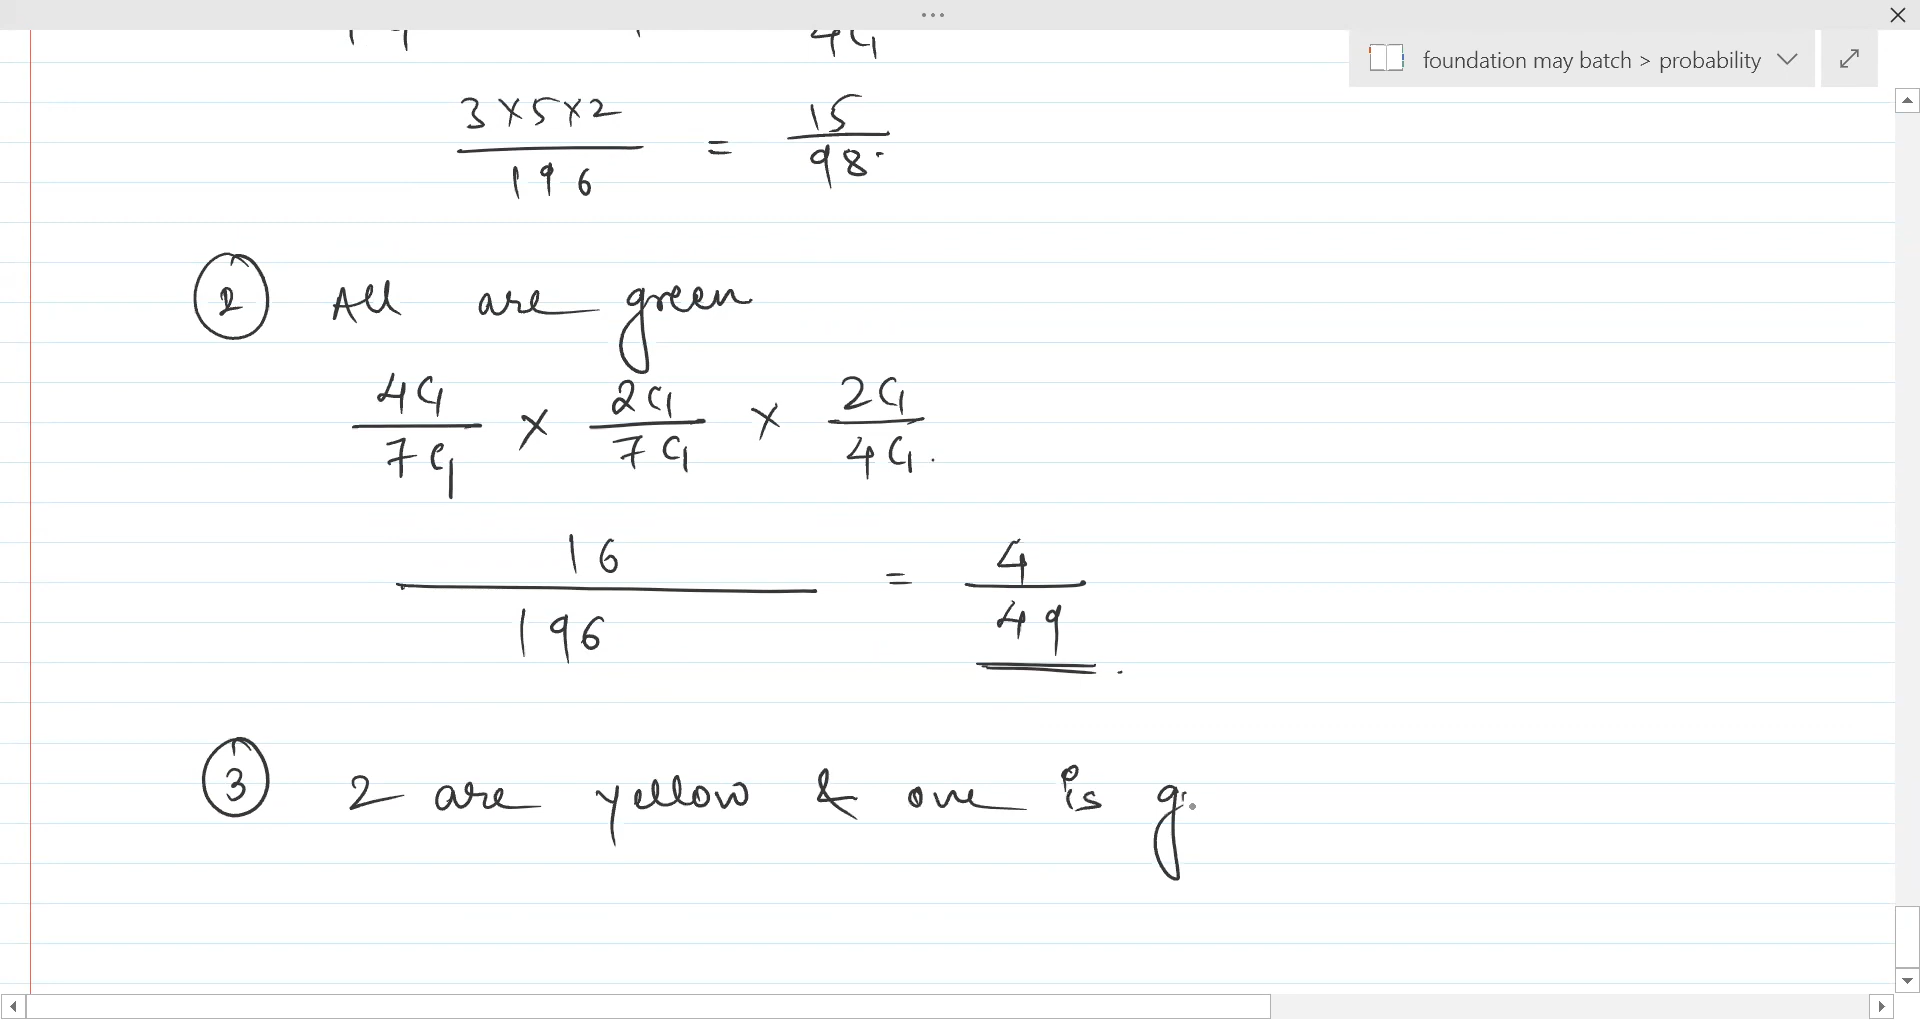 ...
foundation may batch > probability
4C1
3×5×2 / 196 = 15 / 98.
② All are green
4C1 / 7C1 × 2C1 / 7C1 × 2C1 / 4C1.
16 / 196 = 4 / 49.
③ 2 are yellow & one is g